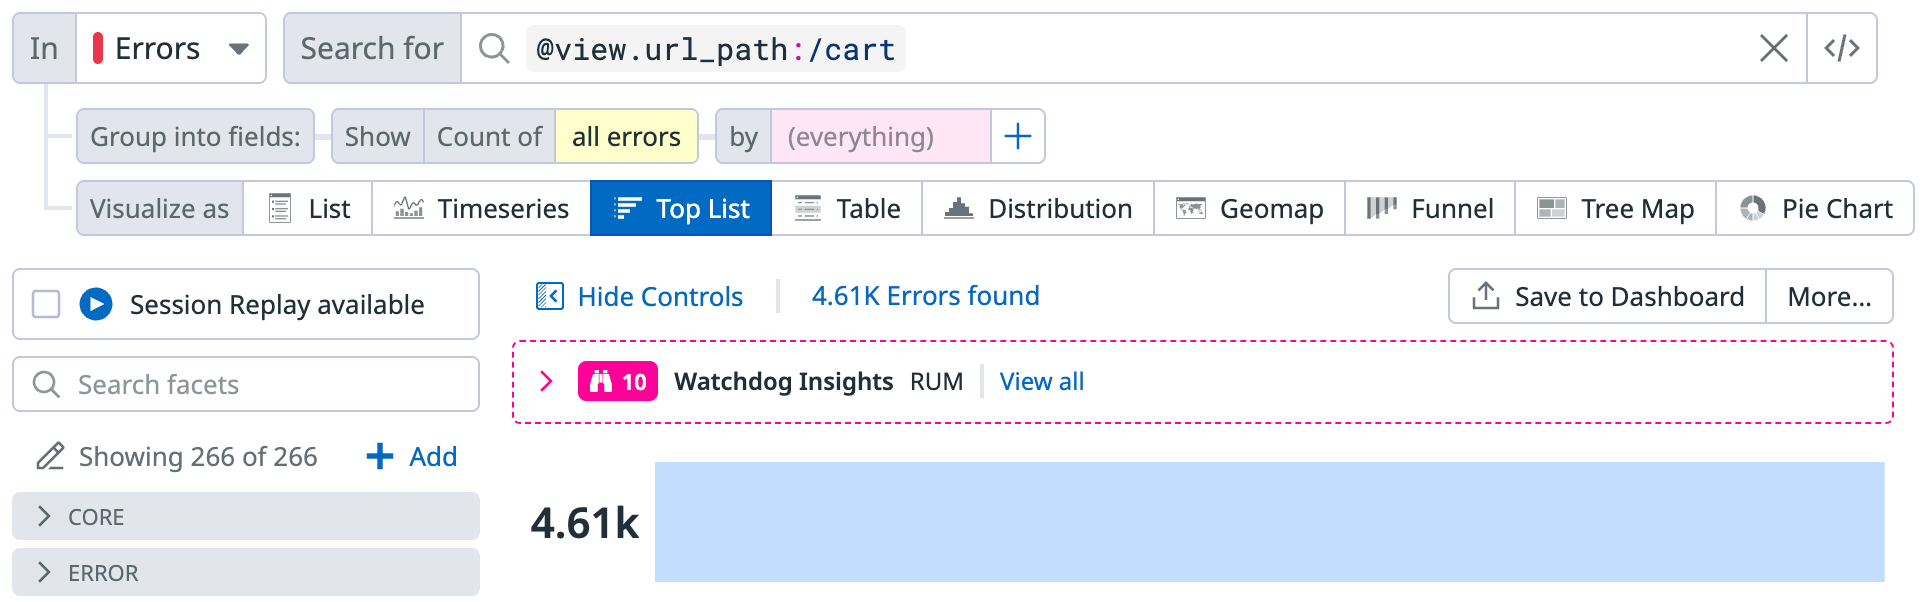 In Errors Search for @view.url_path:/cart </>
Group into fields: Show Count of all errors by (everything) +
Visualize as List Timeseries Top List Table Distribution Geomap Funnel Tree Map Pie Chart
Session Replay available Hide Controls 4.61K Errors found Save to Dashboard More...
Search facets 10 Watchdog Insights RUM View all
Showing 266 of 266 + Add
CORE
4.61k
ERROR